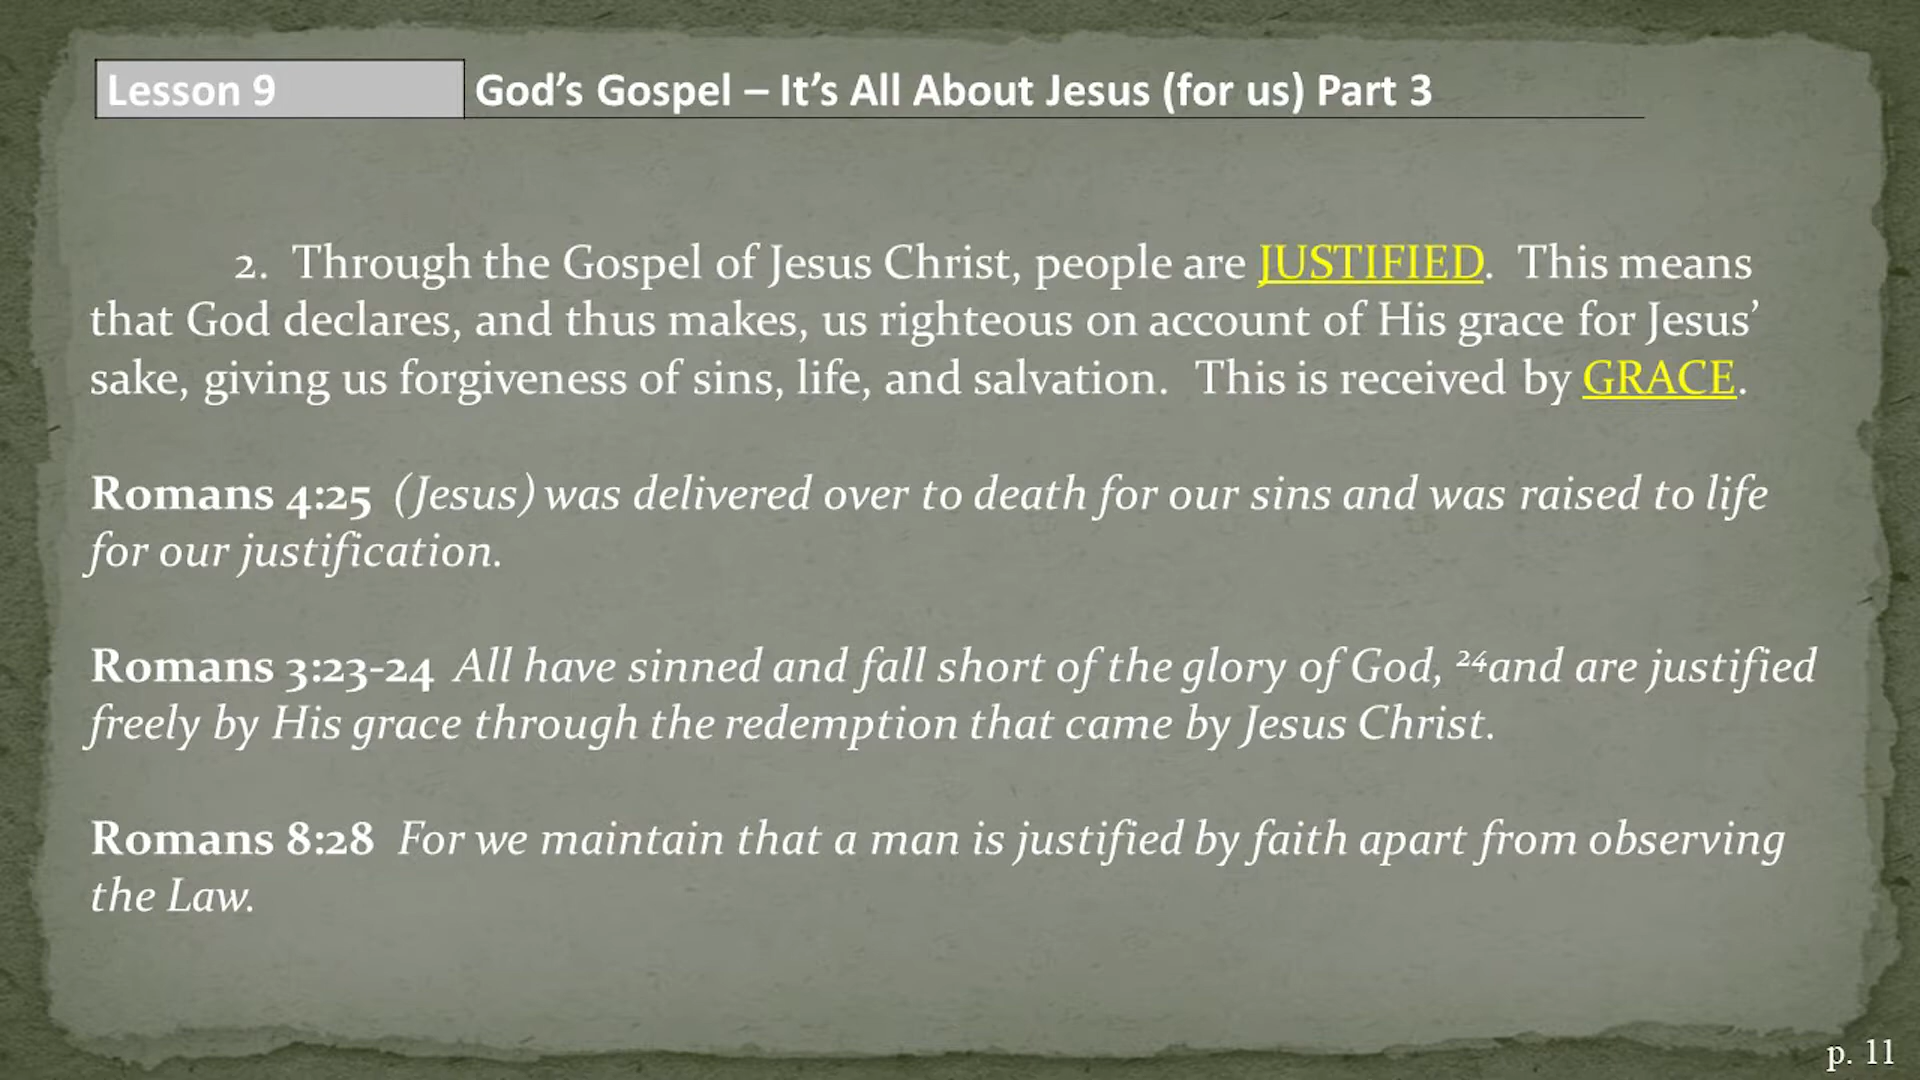 Lesson 9
God’s Gospel – It’s All About Jesus (for us) Part 3
2. Through the Gospel of Jesus Christ, people are JUSTIFIED. This means
that God declares, and thus makes, us righteous on account of His grace for Jesus’
sake, giving us forgiveness of sins, life, and salvation. This is received by GRACE.
Romans 4:25 (Jesus) was delivered over to death for our sins and was raised to life
for our justification.
Romans 3:23-24 All have sinned and fall short of the glory of God, ²⁴and are justified
freely by His grace through the redemption that came by Jesus Christ.
Romans 8:28 For we maintain that a man is justified by faith apart from observing
the Law.
p. 11